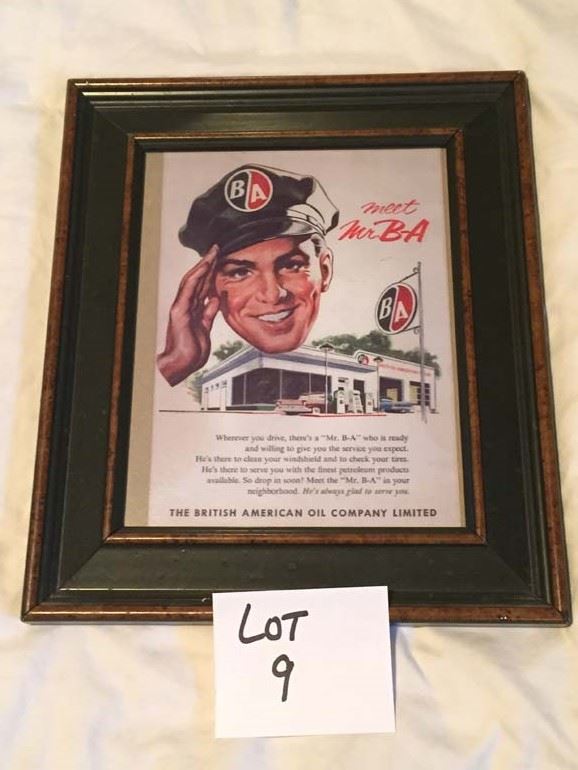 BA
meet
Mr. B-A
BA
Wherever you drive, there's a "Mr. B-A" who is ready
and willing to give you the service you expect.
He's there to clean your windshield and to check your tires.
He's there to serve you with the finest petroleum products
available. So drop in soon! Meet the "Mr. B-A" in your
neighborhood. He's always glad to serve you.
THE BRITISH AMERICAN OIL COMPANY LIMITED
LOT
9